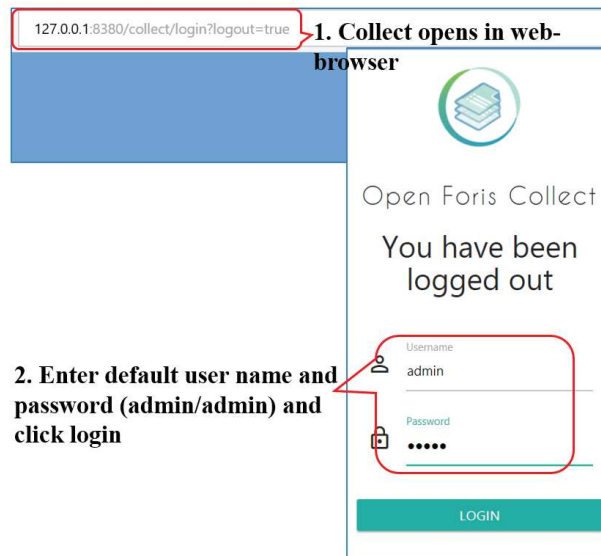 127.0.0.1:8380/collect/login?logout=true
1. Collect opens in web-
browser
Open Foris Collect
You have been
logged out
Username
admin
2. Enter default user name and
password (admin/admin) and
click login
Password
•••••
LOGIN